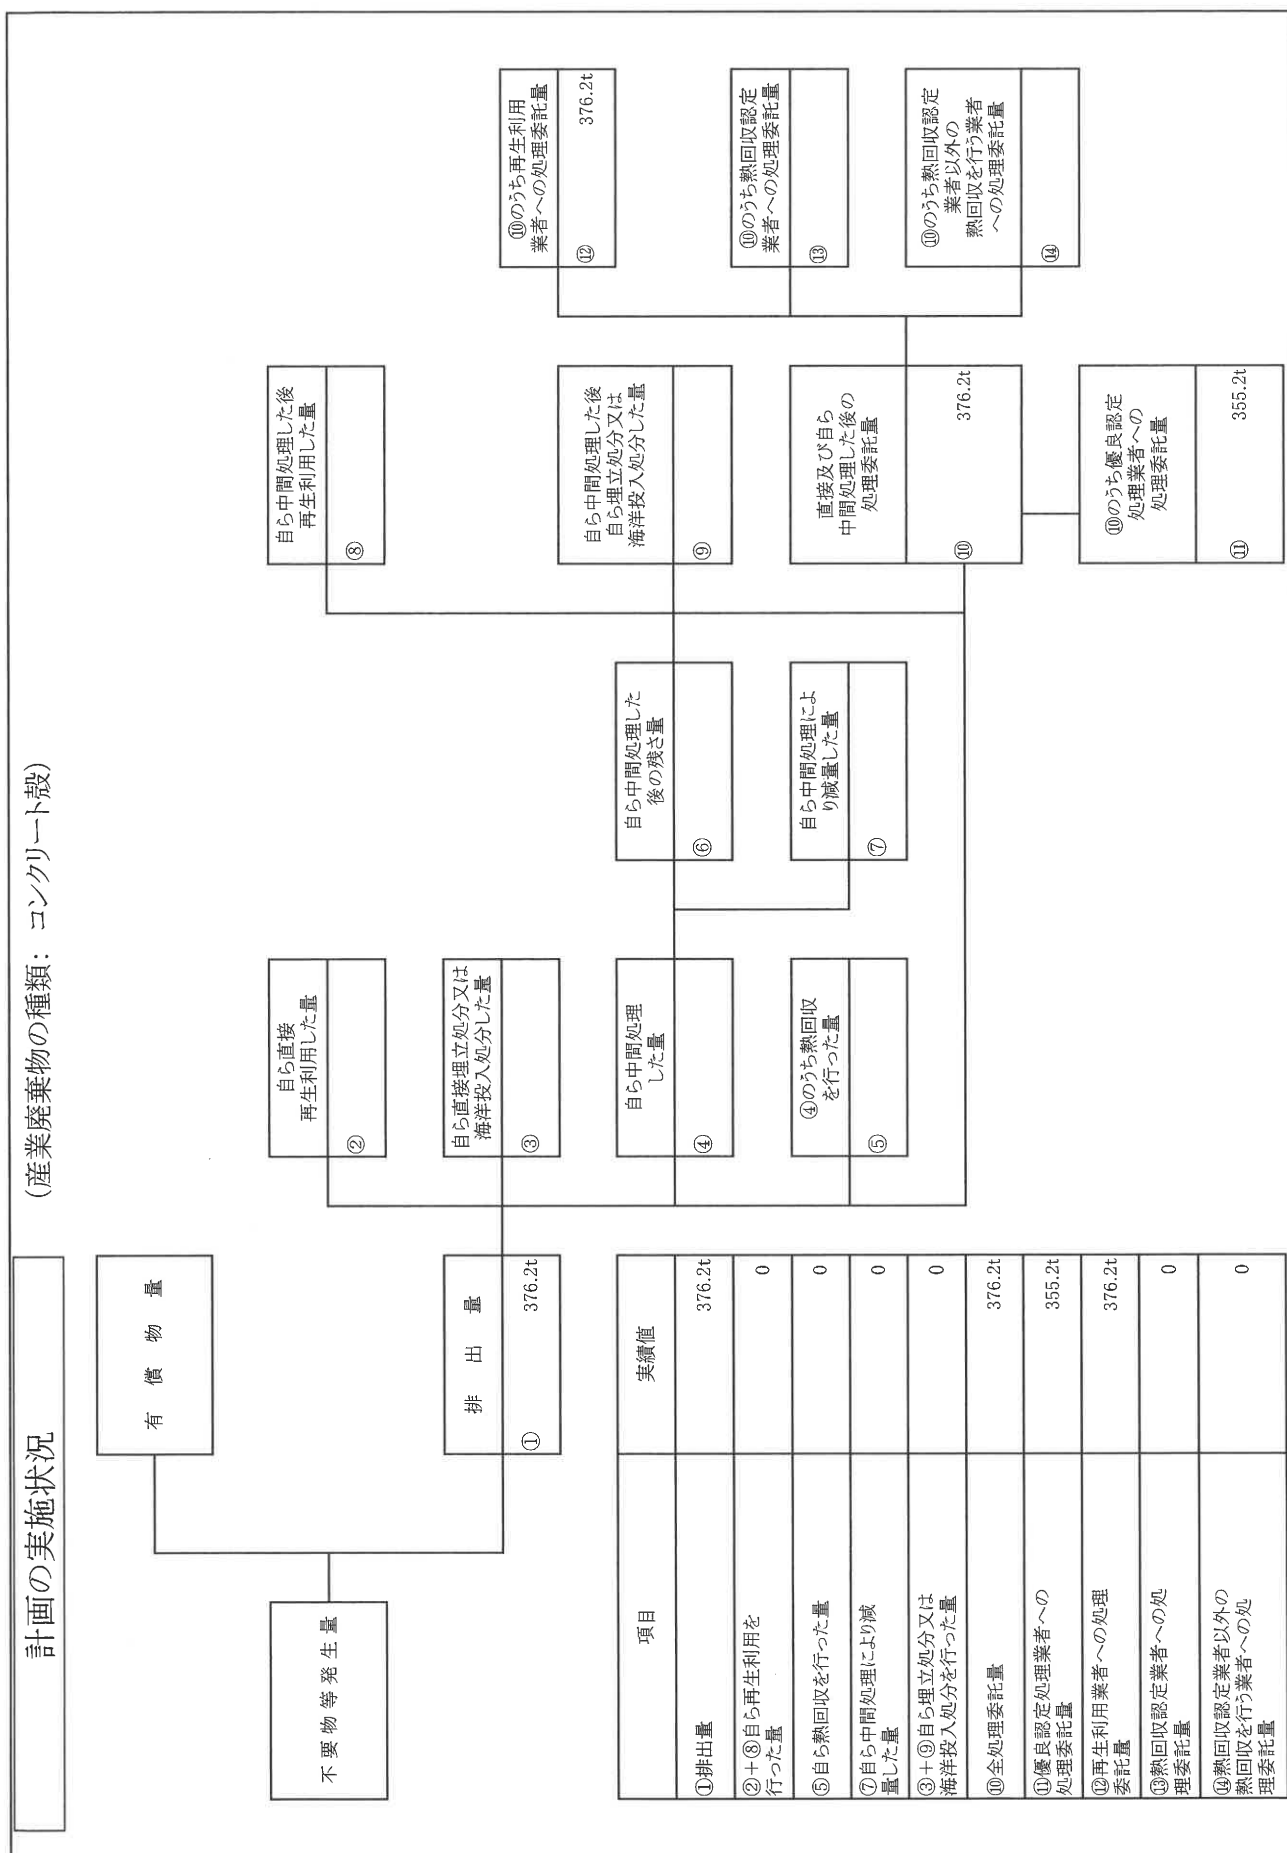 計画の実施状況
(産業廃棄物の種類： コンクリート殻)
不要物等発生量
有償物量
排出量
① 376.2t
自ら直接
再生利用した量
②
自ら直接埋立処分又は
海洋投入処分した量
③
自ら中間処理
した量
④
④のうち熱回収
を行った量
⑤
自ら中間処理した
後の残さ量
⑥
自ら中間処理によ
り減量した量
⑦
自ら中間処理した後
再生利用した量
⑧
自ら中間処理した後
自ら埋立処分又は
海洋投入処分した量
⑨
直接及び自ら
中間処理した後の
処理委託量
⑩ 376.2t
⑩のうち優良認定
処理業者への
処理委託量
⑪ 355.2t
⑩のうち再生利用
業者への処理委託量
⑫ 376.2t
⑩のうち熱回収認定
業者への処理委託量
⑬
⑩のうち熱回収認定
業者以外の
熱回収を行う業者
への処理委託量
⑭
項目 実績値
①排出量 376.2t
②+⑧自ら再生利用を
行った量 0
⑤自ら熱回収を行った量 0
⑦自ら中間処理により減
量した量 0
③+⑨自ら埋立処分又は
海洋投入処分を行った量 0
⑩全処理委託量 376.2t
⑪優良認定処理業者への
処理委託量 355.2t
⑫再生利用業者への処理
委託量 376.2t
⑬熱回収認定業者への処
理委託量 0
⑭熱回収認定業者以外の
熱回収を行う業者への処
理委託量 0